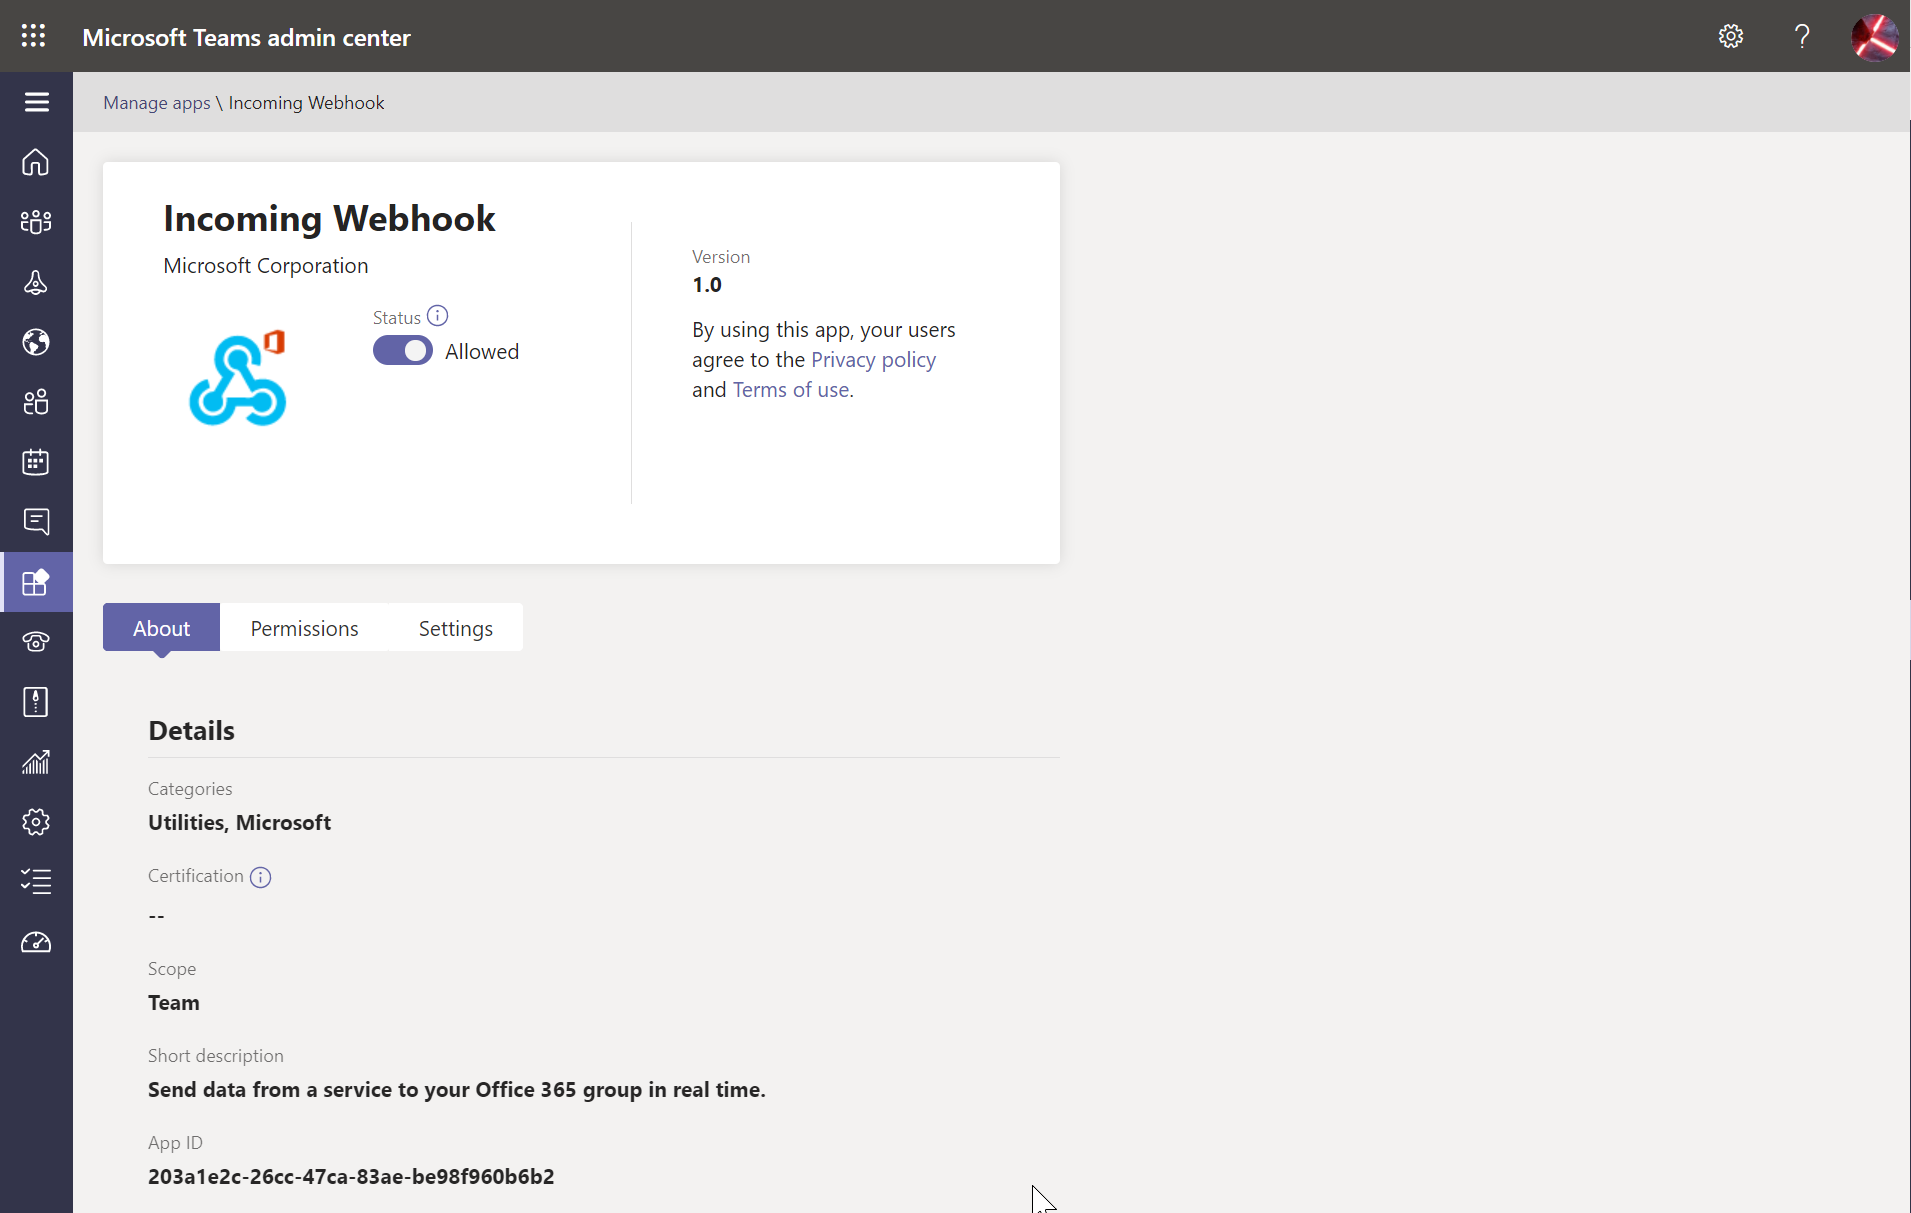 Microsoft Teams admin center
Manage apps \ Incoming Webhook
Incoming Webhook
Microsoft Corporation
Status
Allowed
Version
1.0
By using this app, your users
agree to the Privacy policy
and Terms of use.
About
Permissions
Settings
Details
Categories
Utilities, Microsoft
Certification
--
Scope
Team
Short description
Send data from a service to your Office 365 group in real time.
App ID
203a1e2c-26cc-47ca-83ae-be98f960b6b2